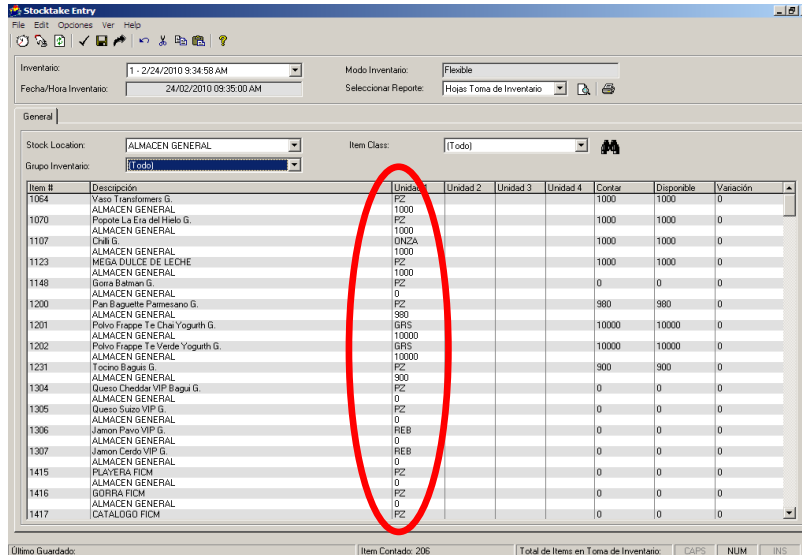 Stocktake Entry
File Edit Opciones Ver Help
Inventario: 1 - 2/24/2010 9:34:58 AM Modo Inventario: Flexible
Fecha/Hora Inventario: 24/02/2010 09:35:00 AM Seleccionar Reporte: Hojas Toma de Inventario
General
Stock Location: ALMACEN GENERAL Item Class: (Todo)
Grupo Inventario: (Todo)
Item # Descripción Unidad 1 Unidad 2 Unidad 3 Unidad 4 Contar Disponible Variación
1064 Vaso Transformers G. PZ 1000 1000 0
ALMACEN GENERAL 1000
1070 Popote La Era del Hielo G. PZ 1000 1000 0
ALMACEN GENERAL 1000
1107 Chilli G. ONZA 1000 1000 0
ALMACEN GENERAL 1000
1123 MEGA DULCE DE LECHE PZ 1000 1000 0
ALMACEN GENERAL 1000
1148 Gorra Batman G. PZ 0 0 0
ALMACEN GENERAL 0
1200 Pan Baguette Parmesano G. PZ 980 980 0
ALMACEN GENERAL 980
1201 Polvo Frappe Te Chai Yogurth G. GRS 10000 10000 0
ALMACEN GENERAL 10000
1202 Polvo Frappe Te Verde Yogurth G. GRS 10000 10000 0
ALMACEN GENERAL 10000
1231 Tocino Baguis G. PZ 900 900 0
ALMACEN GENERAL 900
1304 Queso Cheddar VIP Bagui G. PZ 0 0 0
ALMACEN GENERAL 0
1305 Queso Suizo VIP G. PZ 0 0 0
ALMACEN GENERAL 0
1306 Jamon Pavo VIP G. REB 0 0 0
ALMACEN GENERAL 0
1307 Jamon Cerdo VIP G. REB 0 0 0
ALMACEN GENERAL 0
1415 PLAYERA FICM PZ 0 0 0
ALMACEN GENERAL 0
1416 GORRA FICM PZ 0 0 0
ALMACEN GENERAL 0
1417 CATALOGO FICM PZ 0 0 0
Último Guardado: Item Contado: 206 Total de Items en Toma de Inventario: CAPS NUM INS